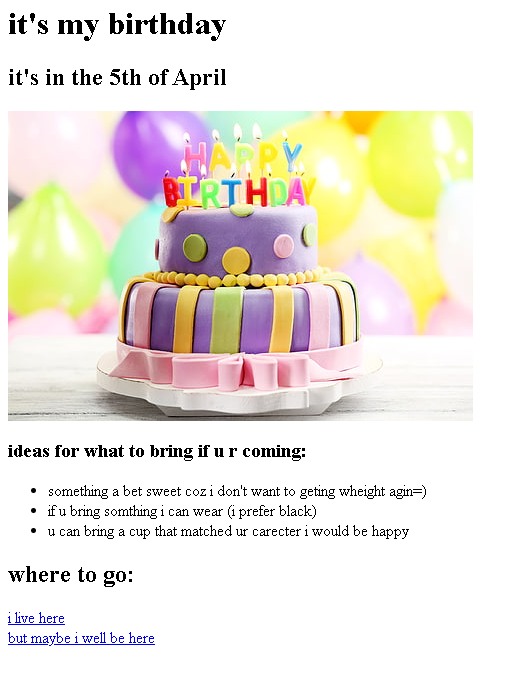 it's my birthday
it's in the 5th of April
HAPPY
BIRTHDAY
ideas for what to bring if u r coming:
something a bet sweet coz i don't want to geting wheight agin=)
if u bring somthing i can wear (i prefer black)
u can bring a cup that matched ur carecter i would be happy
where to go:
i live here
but maybe i well be here